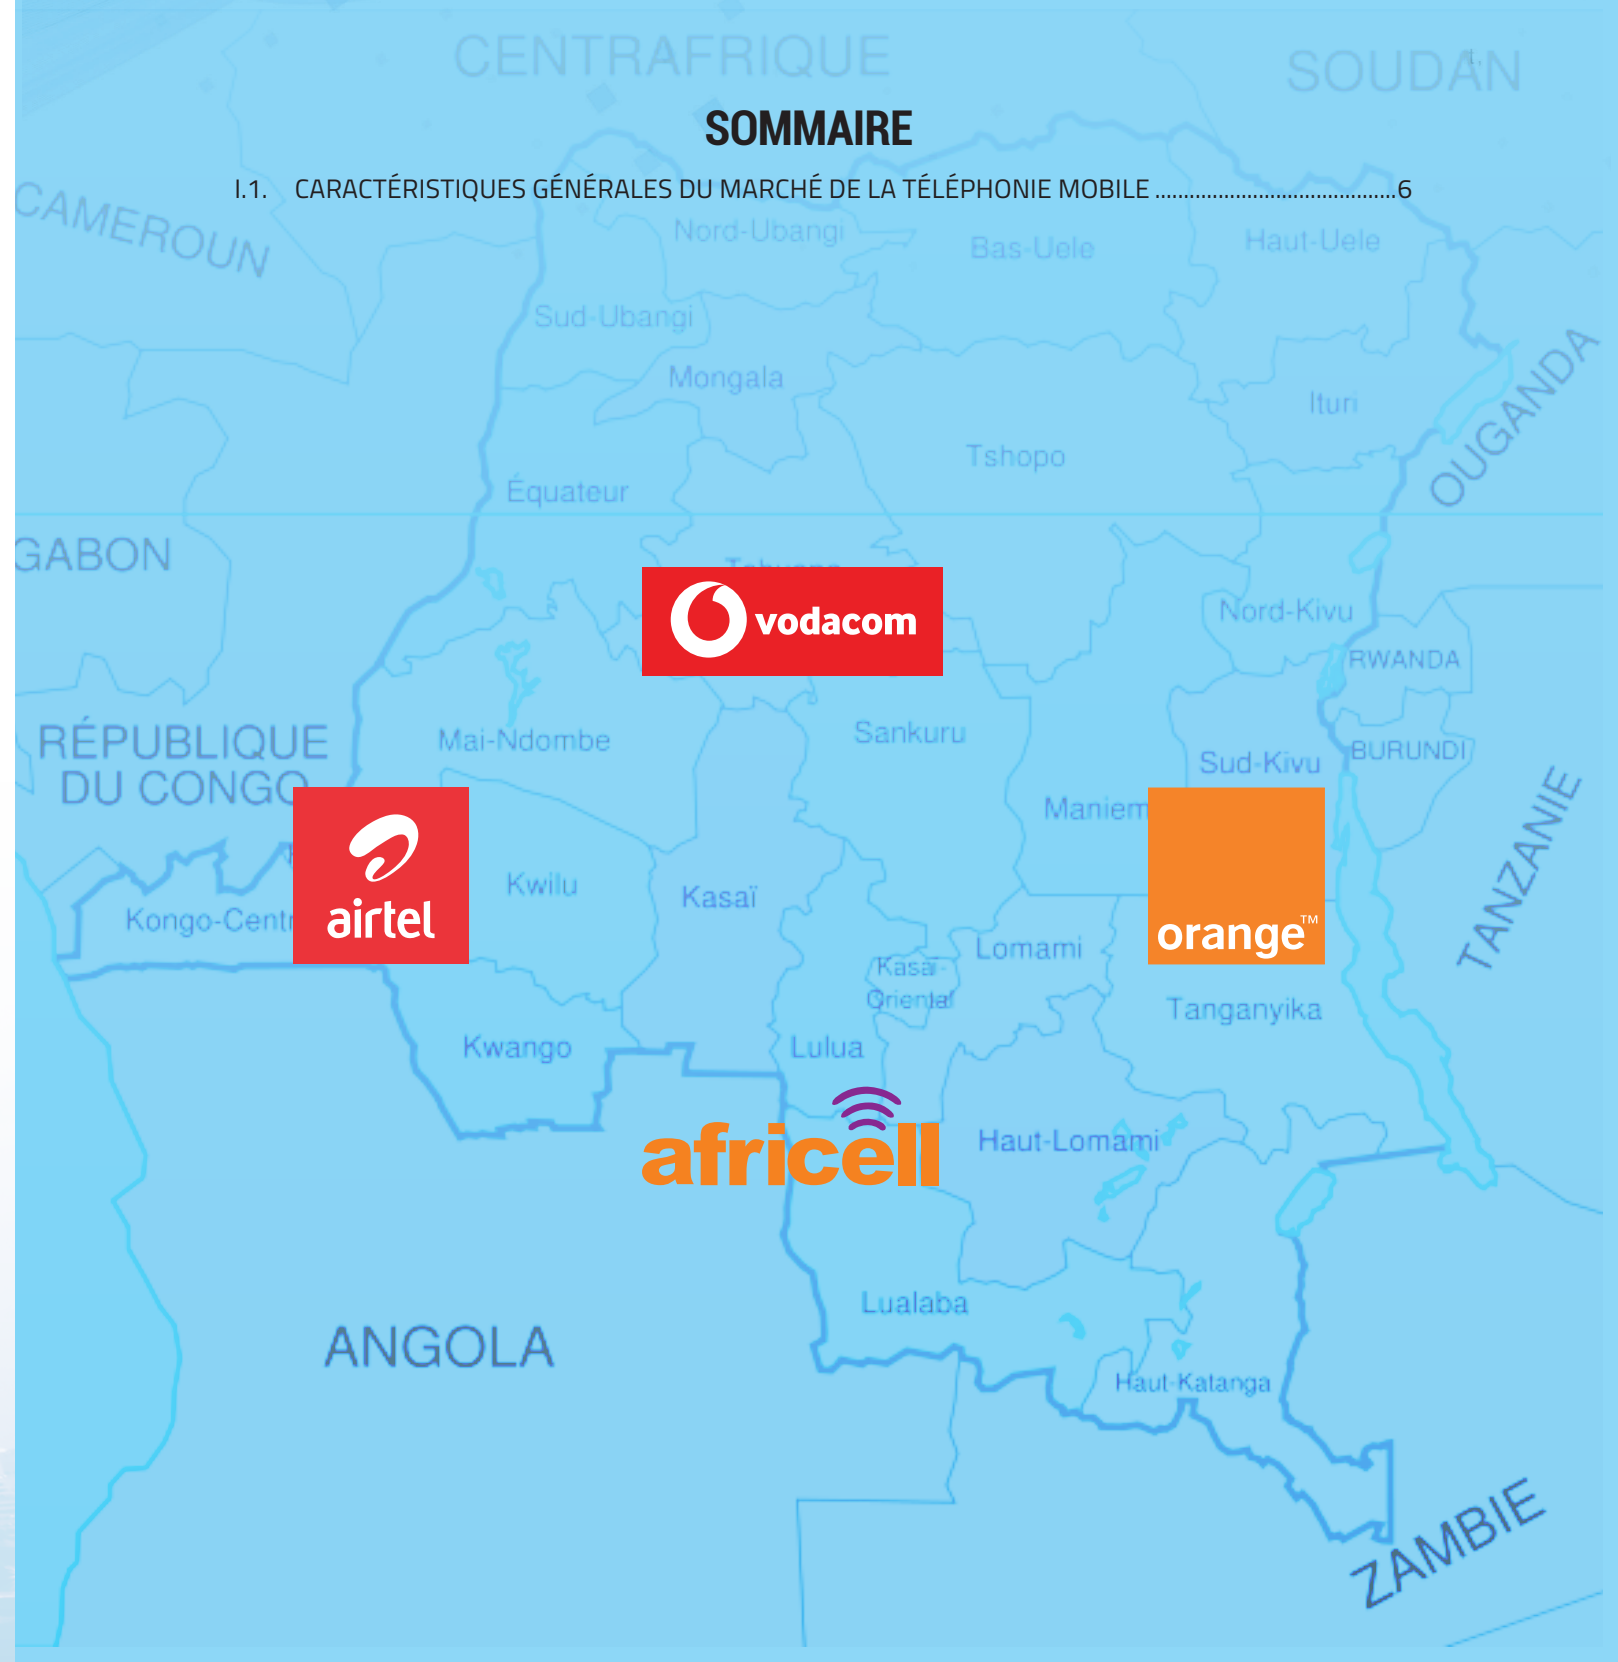 CENTRAFRIQUE
SOUDAN
t,
SOMMAIRE
I.1. CARACTÉRISTIQUES GÉNÉRALES DU MARCHÉ DE LA TÉLÉPHONIE MOBILE ..........................................6
CAMEROUN
Nord-Ubangi
Bas-Uele
Haut-Uele
Sud-Ubangi
Mongala
Ituri
OUGANDA
Tshopo
Équateur
GABON
vodacom
Nord-Kivu
RWANDA
RÉPUBLIQUE
DU CONGO
Mai-Ndombe
Sankuru
Sud-Kivu
BURUNDI
TANZANIE
Maniem
airtel
Kwilu
Kasaï
Kongo-Centr
orange™
Lomami
Kasaï-
Oriental
Tanganyika
Kwango
Lulua
africell
Haut-Lomami
Lualaba
ANGOLA
Haut-Katanga
ZAMBIE